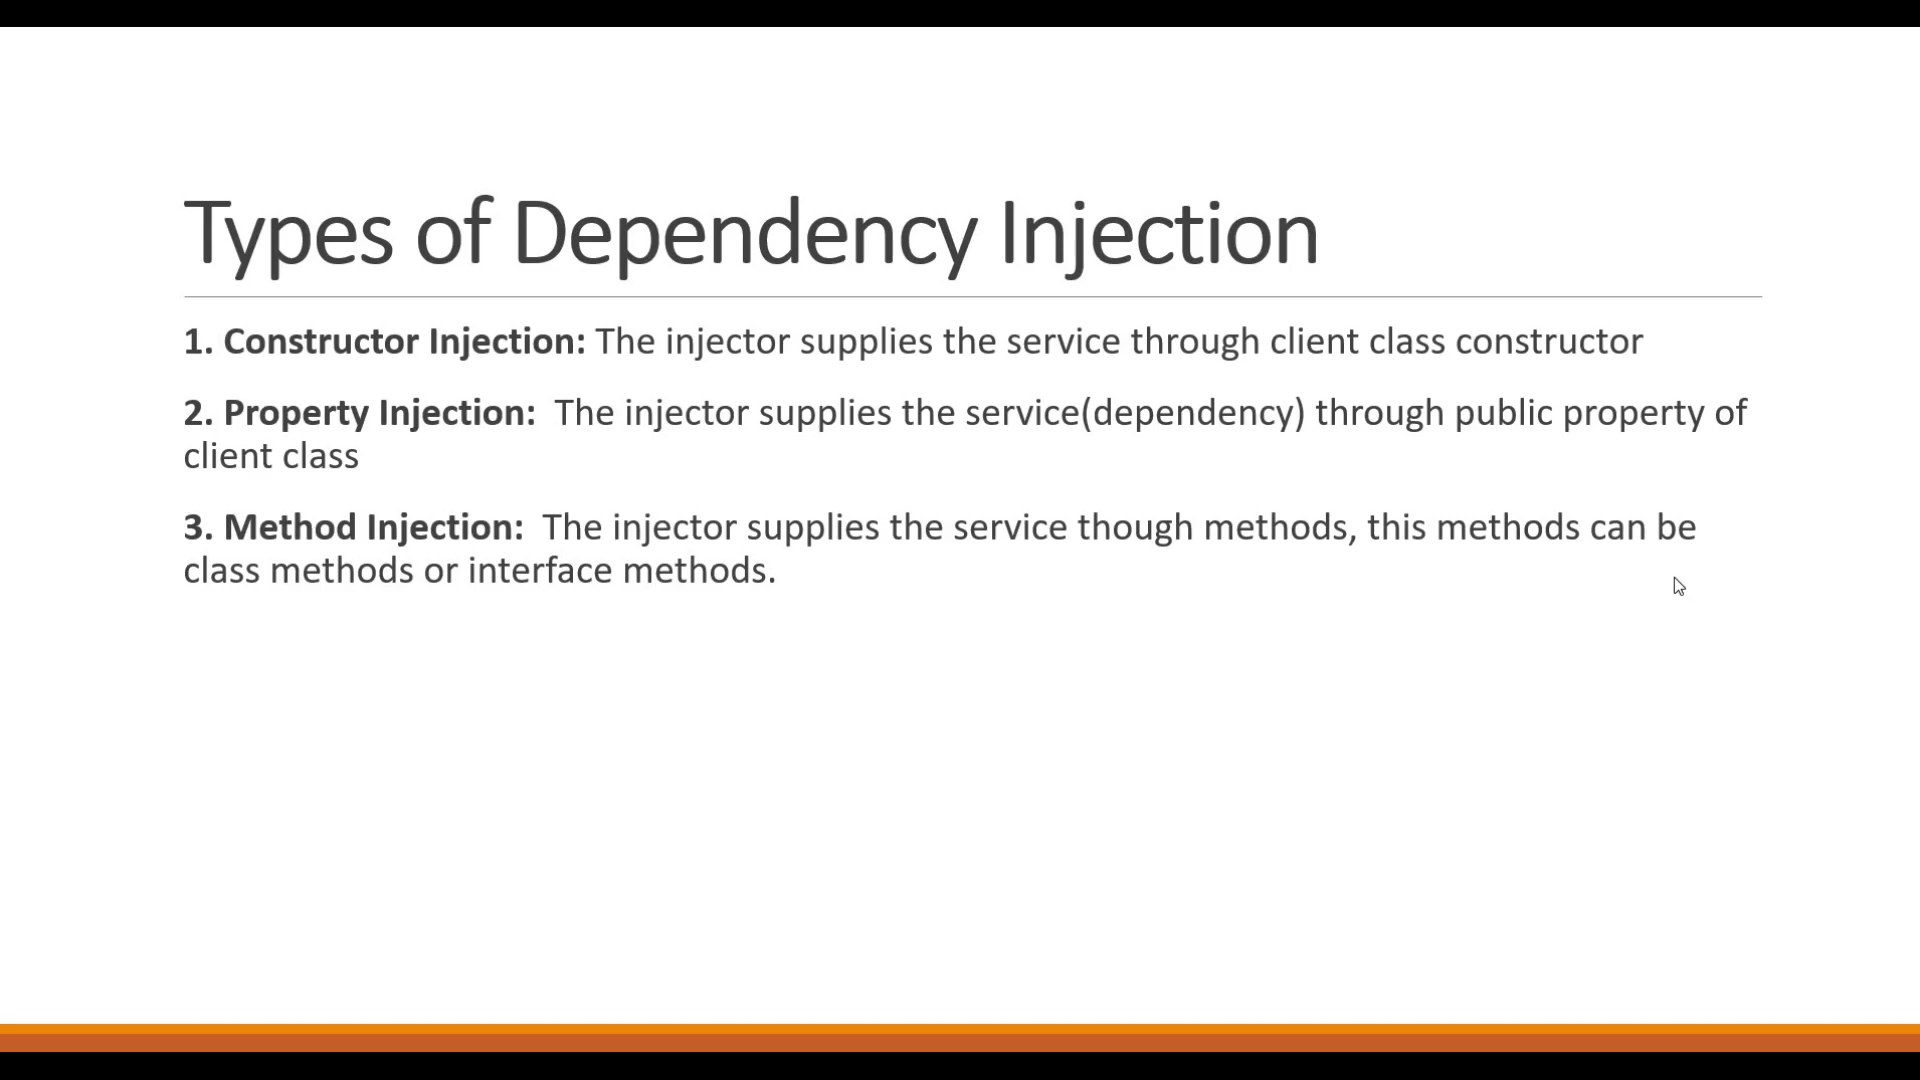 Types of Dependency Injection
1. Constructor Injection: The injector supplies the service through client class constructor
2. Property Injection:  The injector supplies the service(dependency) through public property of
client class
3. Method Injection:  The injector supplies the service though methods, this methods can be
class methods or interface methods.